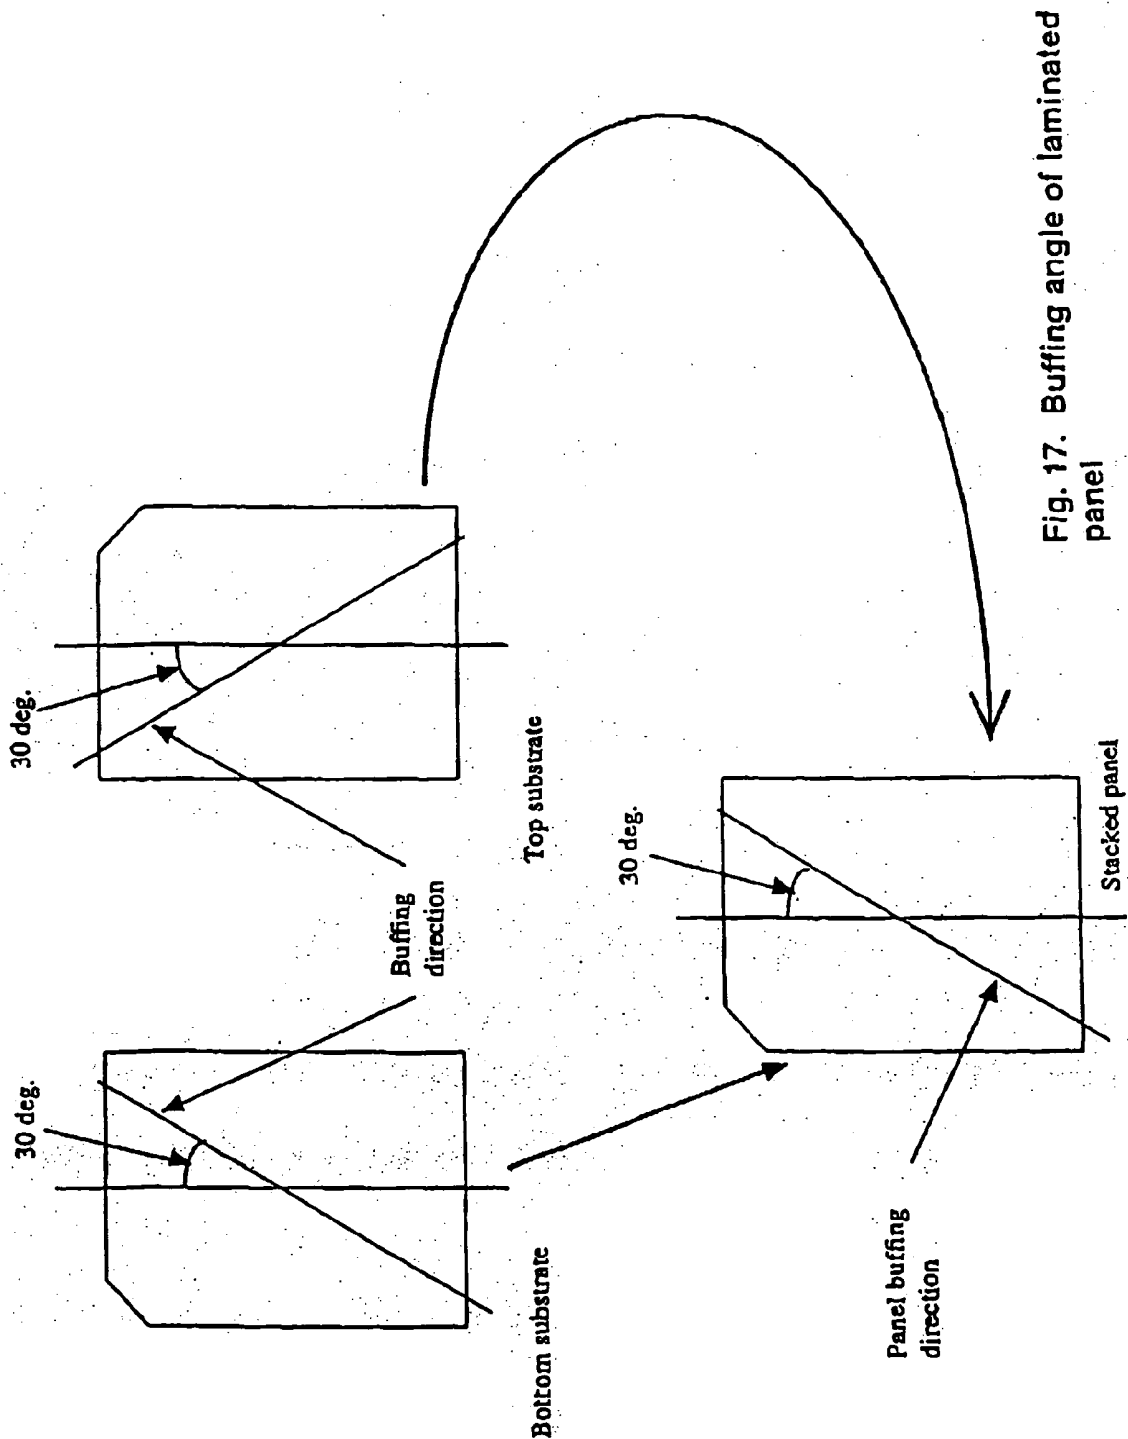 30 deg.
30 deg.
Buffing
direction
Bottom substrate
Top substrate
30 deg.
Panel buffing
direction
Stacked panel
Fig. 17. Buffing angle of laminated
panel